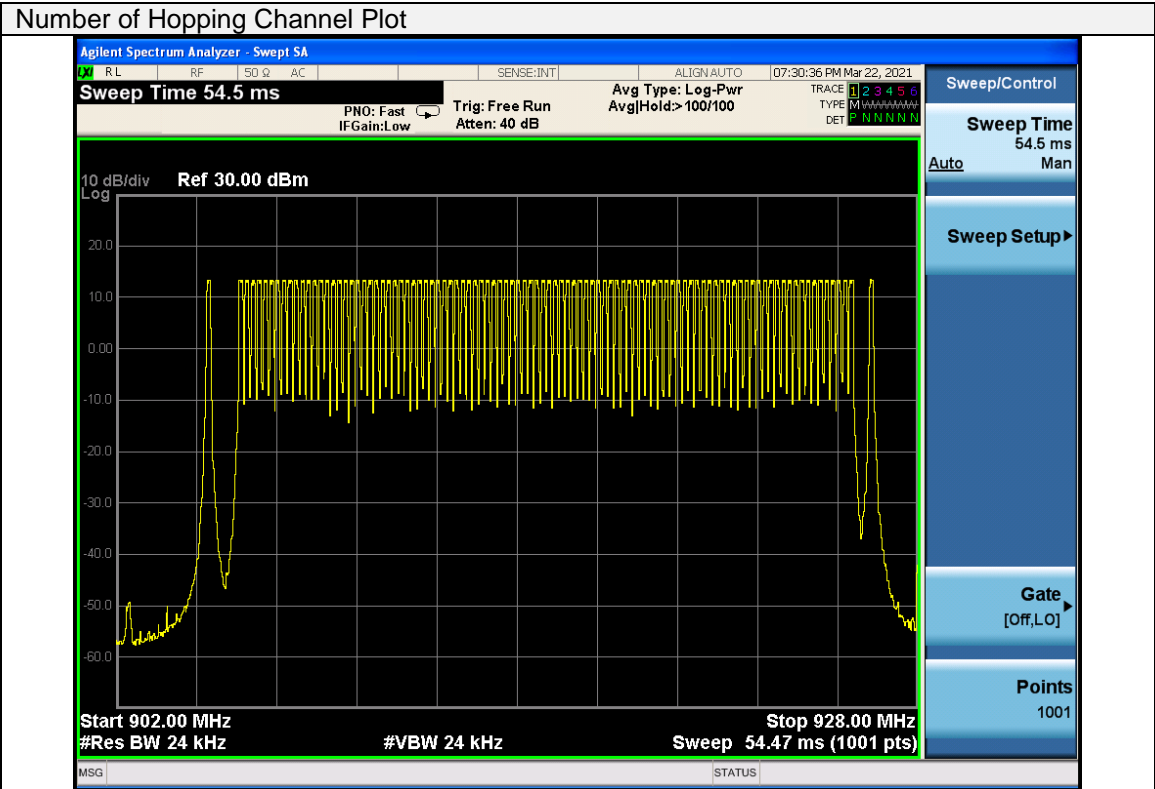 Number of Hopping Channel Plot
Agilent Spectrum Analyzer - Swept SA
LXI RL RF 50 Ω AC SENSE:INT ALIGNAUTO 07:30:36 PM Mar 22, 2021
Sweep Time 54.5 ms
PNO: Fast
IFGain:Low
Trig: Free Run
Atten: 40 dB
Avg Type: Log-Pwr
Avg|Hold:>100/100
TRACE 1 2 3 4 5 6
TYPE M WWWWW
DET P N N N N N
10 dB/div Ref 30.00 dBm
Log
20.0
10.0
0.00
-10.0
-20.0
-30.0
-40.0
-50.0
-60.0
Start 902.00 MHz
Stop 928.00 MHz
#Res BW 24 kHz
#VBW 24 kHz
Sweep 54.47 ms (1001 pts)
MSG
STATUS
Sweep/Control
Sweep Time
54.5 ms
Auto Man
Sweep Setup
Gate
[Off,LO]
Points
1001